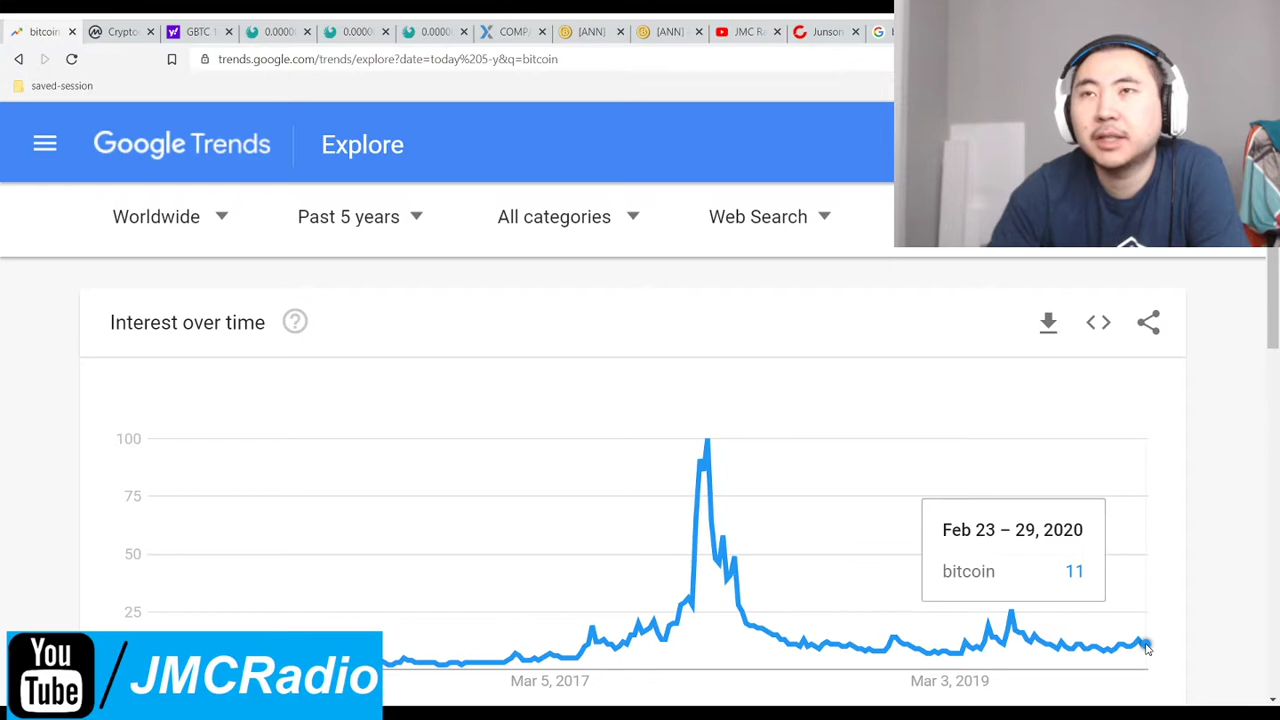 bitcoin
Crypto
GBTC
0.0000
0.0000
0.0000
COMP
[ANN]
[ANN]
JMC R
Junson
b
trends.google.com/trends/explore?date=today%205-y&q=bitcoin
saved-session
Google Trends
Explore
Worldwide
Past 5 years
All categories
Web Search
Interest over time
100
75
50
25
Feb 23 – 29, 2020
bitcoin 11
Mar 5, 2017
Mar 3, 2019
You
Tube
/JMCRadio